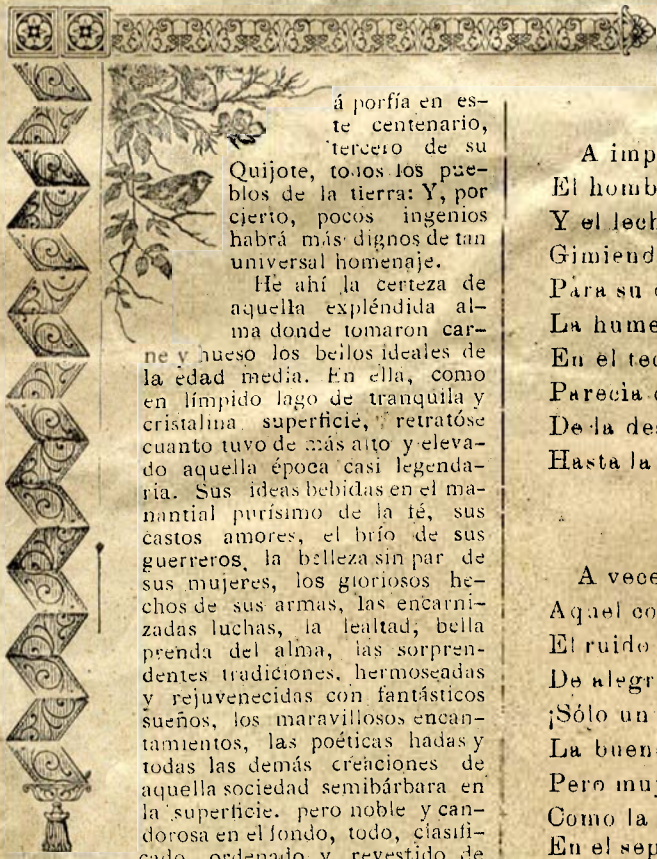 á porfía en es-
te centenario,
tercero de su
Quijote, todos los pue-
blos de la tierra: Y, por
cierto, pocos ingenios
habrá más dignos de tan
universal homenaje.
He ahí la certeza de
aquella expléndida al-
ma donde tomaron car-
ne y hueso los bellos ideales de
la edad media. En ella, como
en límpido lago de tranquila y
cristalina superficie, retratóse
cuanto tuvo de más alto y eleva-
do aquella época casi legenda-
ria. Sus ideas bebidas en el ma-
nantial purísimo de la fé, sus
castos amores, el brío de sus
guerreros, la belleza sin par de
sus mujeres, los gloriosos he-
chos de sus armas, las encarni-
zadas luchas, la lealtad, bella
prenda del alma, las sorpren-
dentes tradiciones, hermoseadas
y rejuvenecidas con fantásticos
sueños, los maravillosos encan-
tamientos, las poéticas hadas y
todas las demás creaciones de
aquella sociedad semibárbara en
la superficie. pero noble y can-
dorosa en el fondo, todo, clasifi-
cado, ordenado y revestido de
A imp
El homb
Y el lech
Gimiend
Para su
La hume
En el tec
Parecia
De la des
Hasta la
A vece
Aquel co
El ruido
De alegr
¡Sólo un
La buen
Pero muj
Como la
En el sep